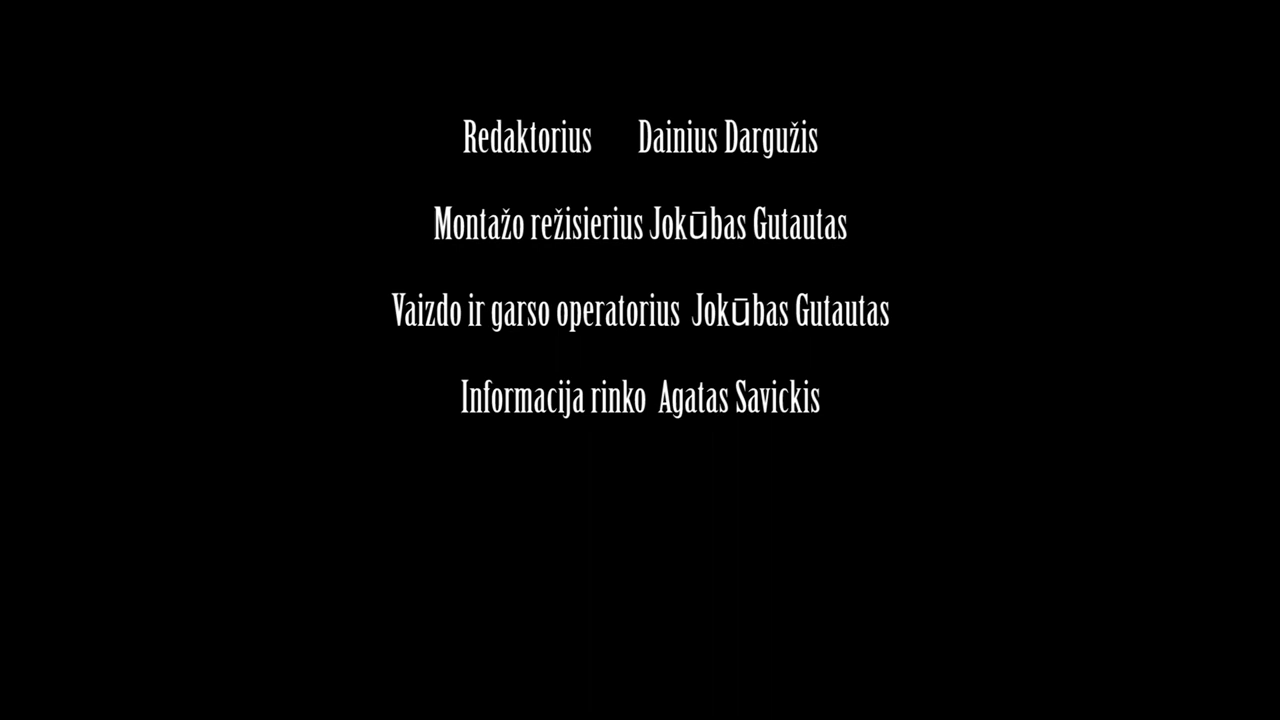 Redaktorius Dainius Dargužis
Montažo režisierius Jokūbas Gutautas
Vaizdo ir garso operatorius Jokūbas Gutautas
Informacija rinko Agatas Savickis